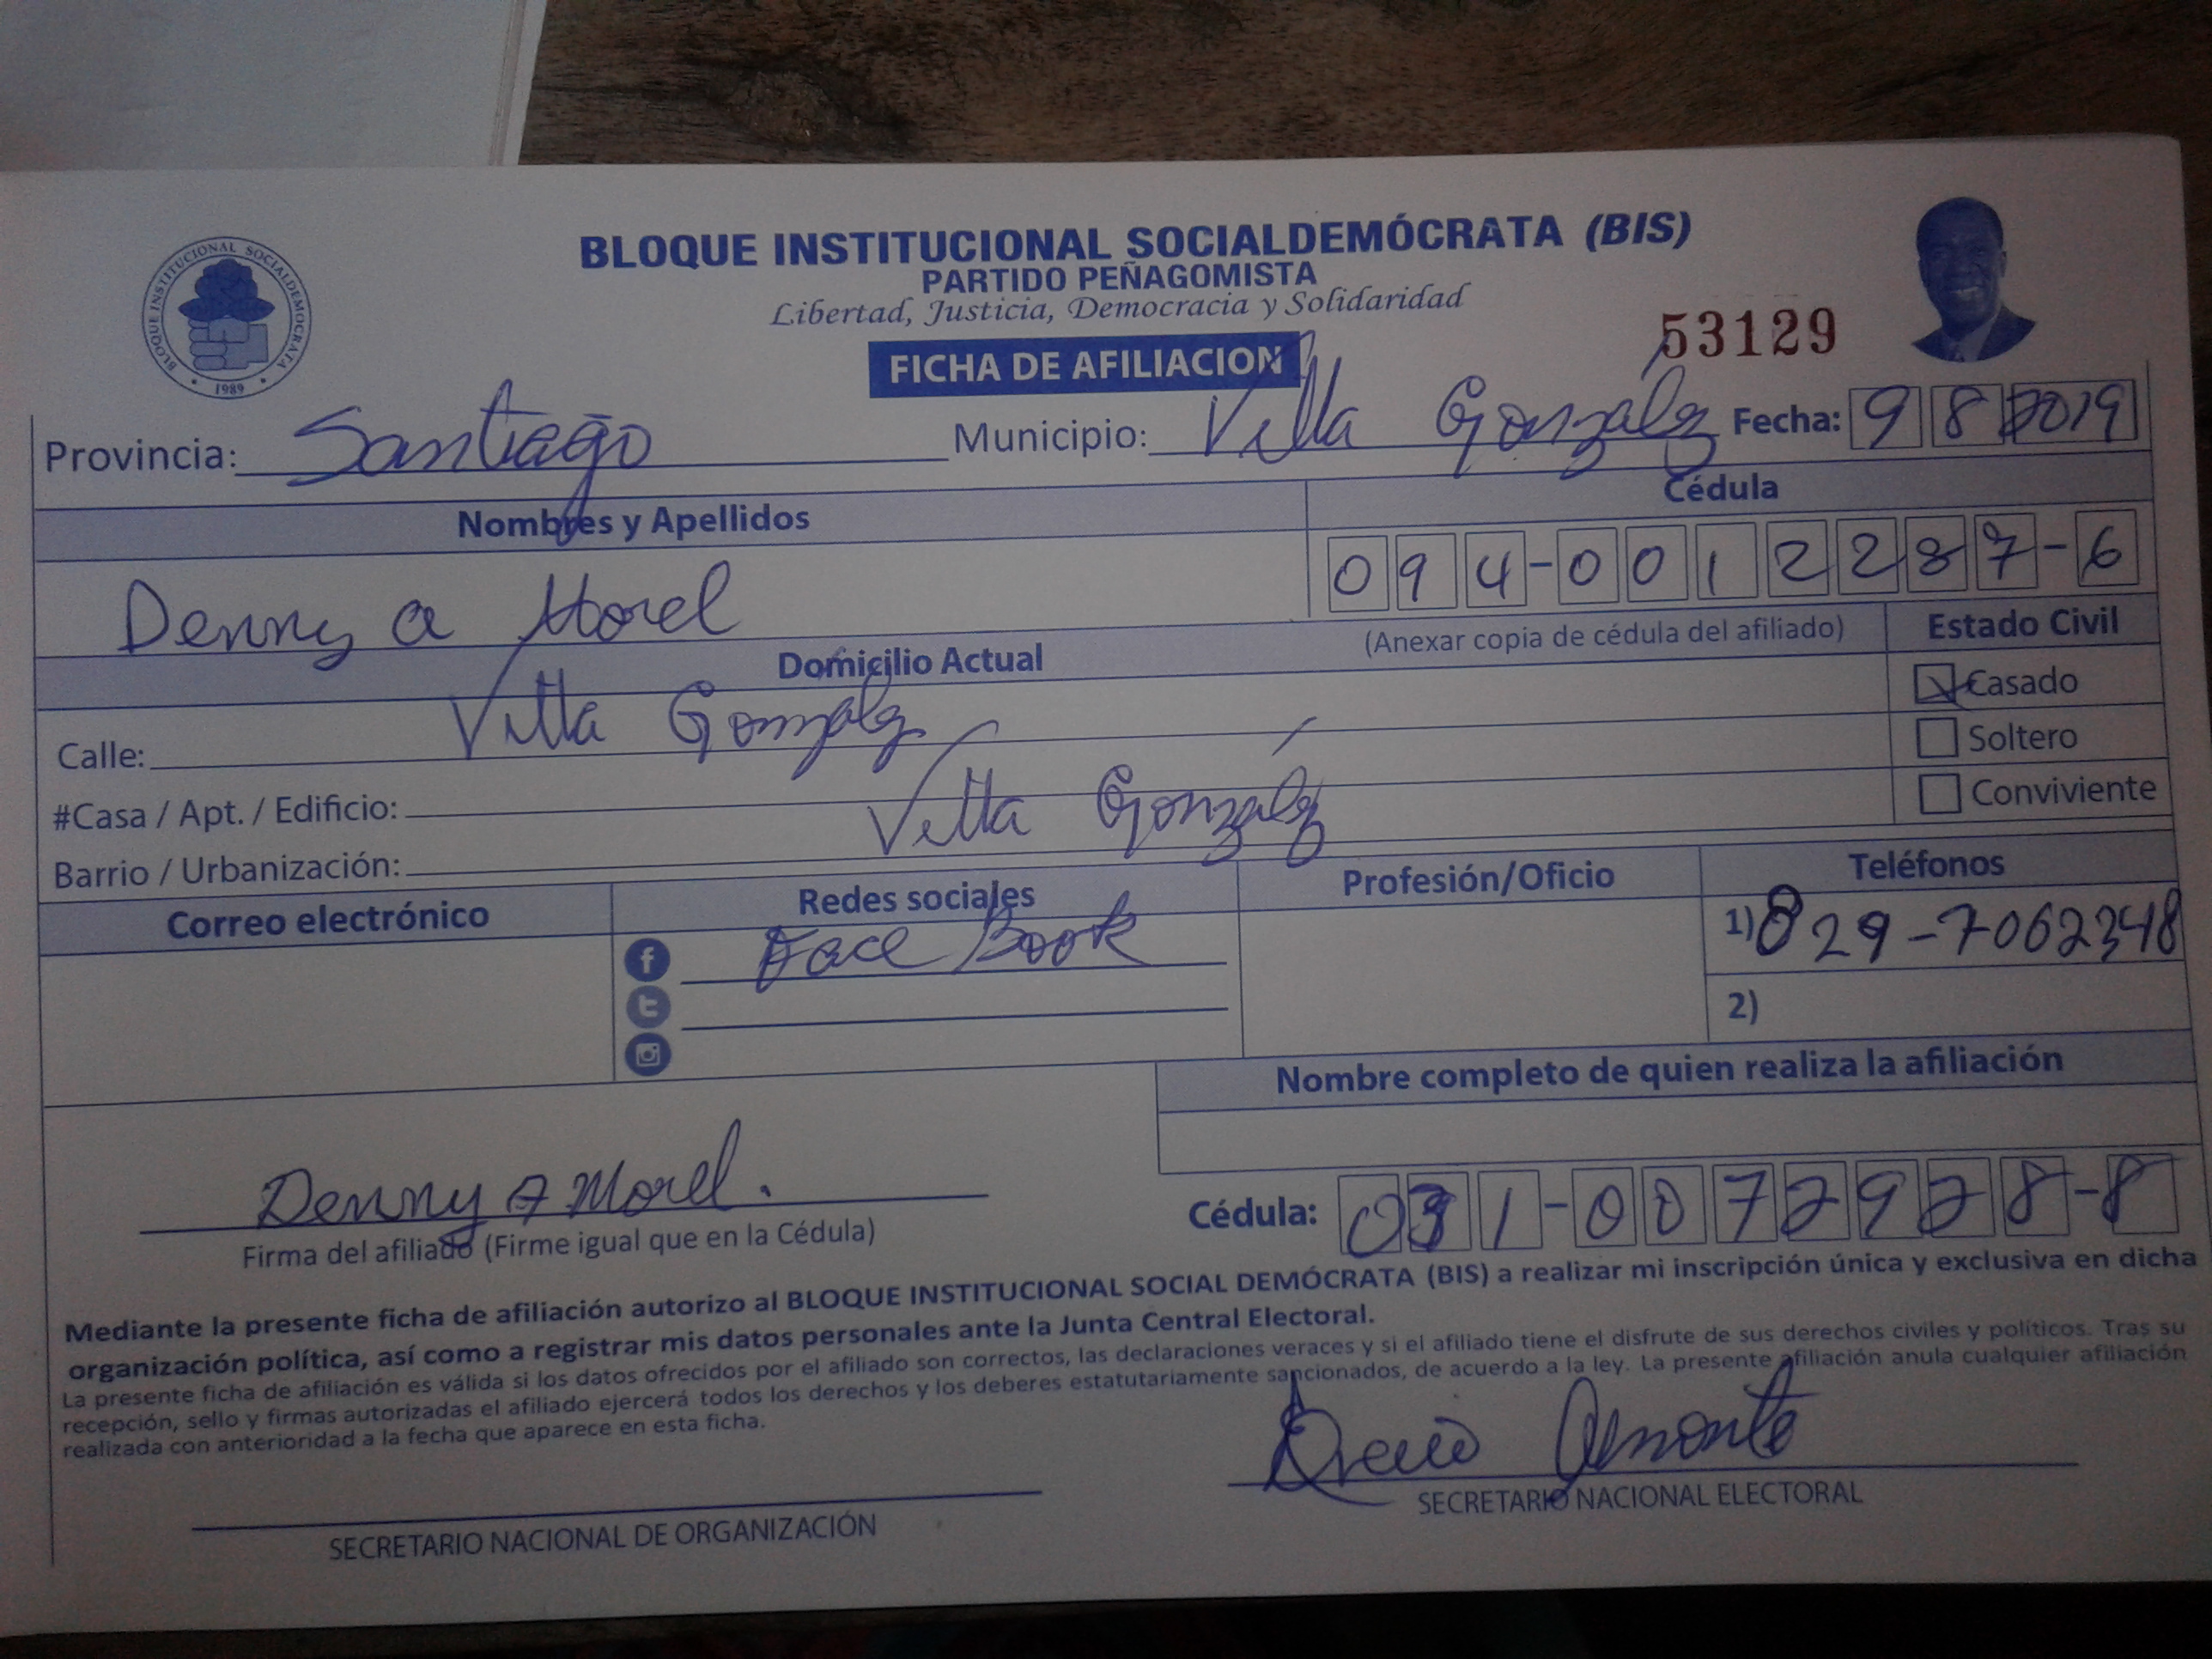 BLOQUE INSTITUCIONAL SOCIALDEMOCRATA
1989
BLOQUE INSTITUCIONAL SOCIALDEMÓCRATA (BIS)
PARTIDO PEÑAGOMISTA
Libertad, Justicia, Democracia y Solidaridad
53129
FICHA DE AFILIACION
Provincia: Santiago Municipio: Villa Gonzalez Fecha: 9 8 2019
Nombres y Apellidos Cédula
Denny a Morel 094-0012287-6
Domicilio Actual (Anexar copia de cédula del afiliado) Estado Civil
Calle: Villa Gonzalez Casado
#Casa / Apt. / Edificio: Soltero
Barrio / Urbanización: Villa Gonzalez Conviviente
Correo electrónico Redes sociales Profesión/Oficio Teléfonos
Face Book 1) 829-7062348
2)
Nombre completo de quien realiza la afiliación
Denny A Morel.
Firma del afiliado (Firme igual que en la Cédula) Cédula: 031-0072928-8
Mediante la presente ficha de afiliación autorizo al BLOQUE INSTITUCIONAL SOCIAL DEMÓCRATA (BIS) a realizar mi inscripción única y exclusiva en dicha
organización política, así como a registrar mis datos personales ante la Junta Central Electoral.
La presente ficha de afiliación es válida si los datos ofrecidos por el afiliado son correctos, las declaraciones veraces y si el afiliado tiene el disfrute de sus derechos civiles y políticos. Tras su
recepción, sello y firmas autorizadas el afiliado ejercerá todos los derechos y los deberes estatutariamente sancionados, de acuerdo a la ley. La presente afiliación anula cualquier afiliación
realizada con anterioridad a la fecha que aparece en esta ficha.
Almonte
SECRETARIO NACIONAL DE ORGANIZACIÓN SECRETARIO NACIONAL ELECTORAL